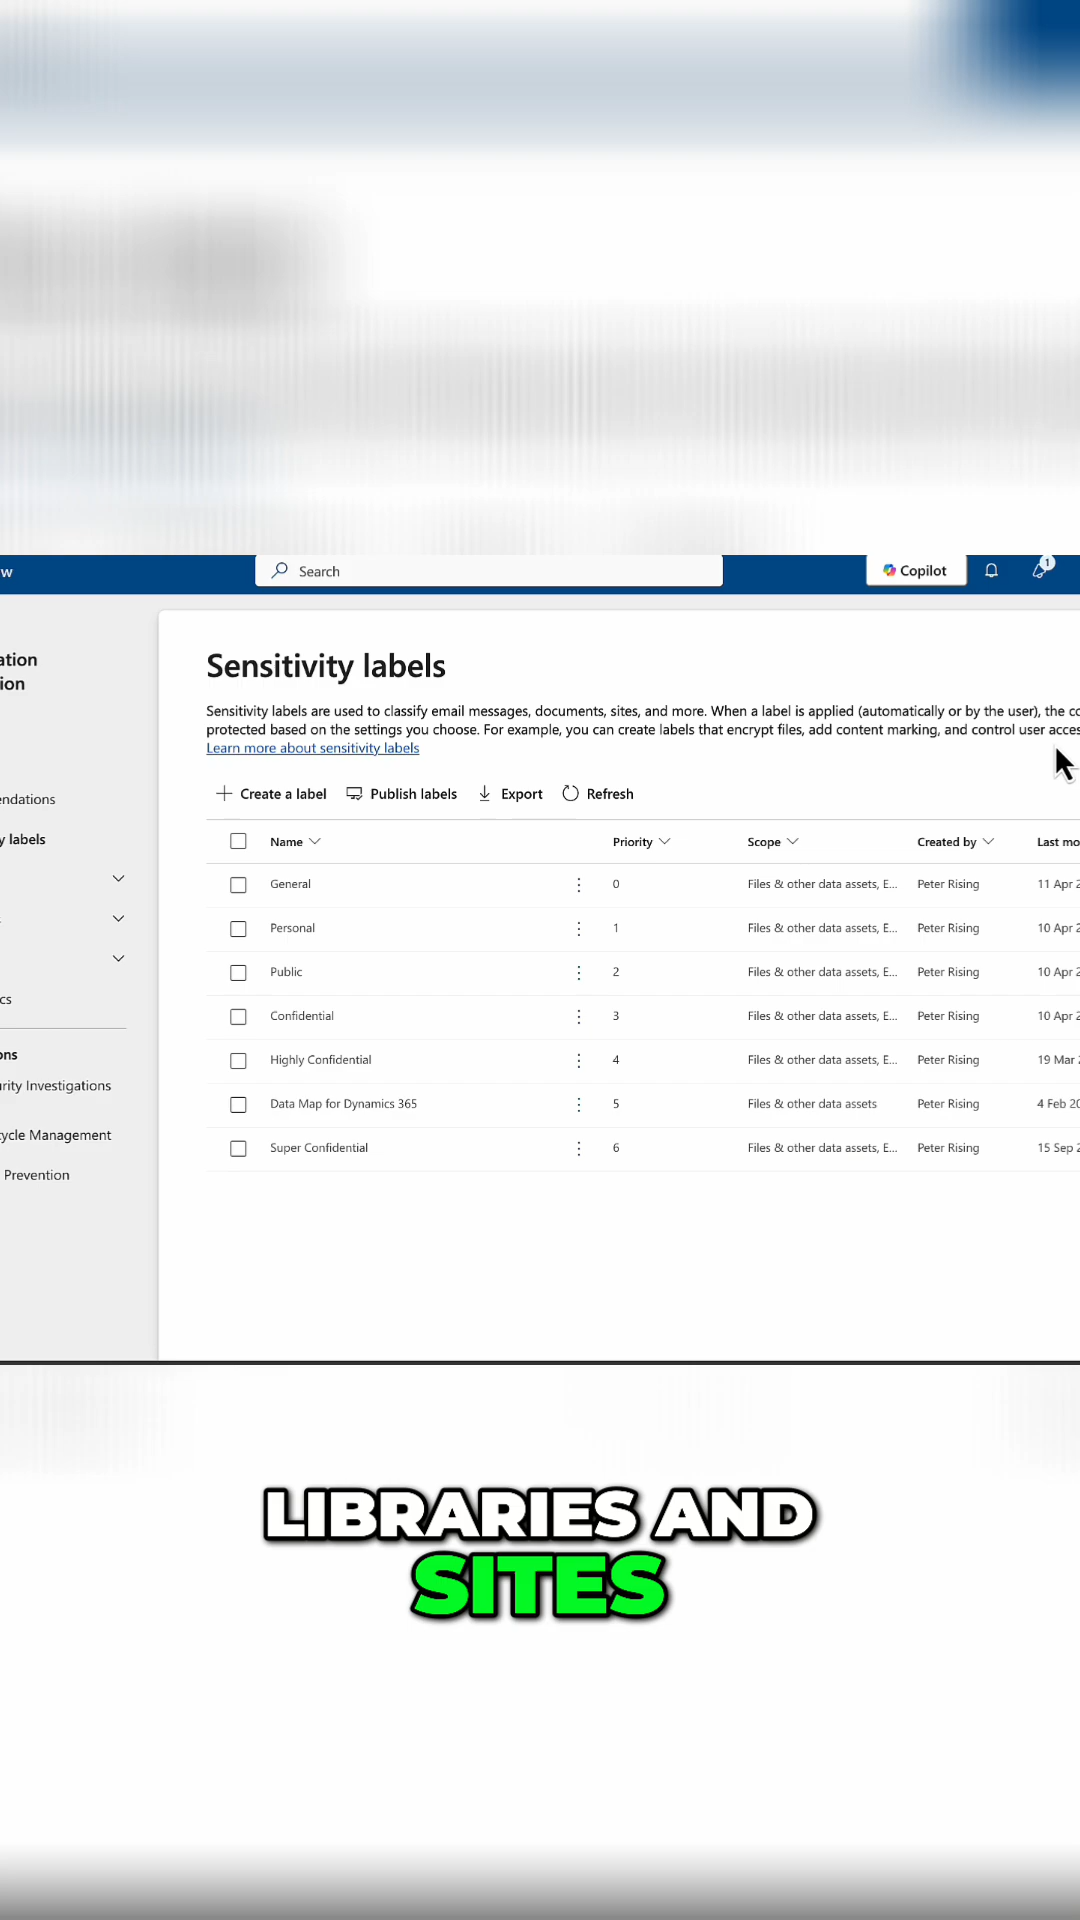 w
Search
Copilot
1
ation
ion
endations
y labels
cs
ons
rity Investigations
cycle Management
Prevention
Sensitivity labels
Sensitivity labels are used to classify email messages, documents, sites, and more. When a label is applied (automatically or by the user), the co
protected based on the settings you choose. For example, you can create labels that encrypt files, add content marking, and control user acces
Learn more about sensitivity labels
Create a label Publish labels Export Refresh
Name Priority Scope Created by Last mo
General 0 Files & other data assets, E... Peter Rising 11 Apr 2
Personal 1 Files & other data assets, E... Peter Rising 10 Apr 2
Public 2 Files & other data assets, E... Peter Rising 10 Apr 2
Confidential 3 Files & other data assets, E... Peter Rising 10 Apr 2
Highly Confidential 4 Files & other data assets, E... Peter Rising 19 Mar
Data Map for Dynamics 365 5 Files & other data assets Peter Rising 4 Feb 20
Super Confidential 6 Files & other data assets, E... Peter Rising 15 Sep 2
LIBRARIES AND
SITES